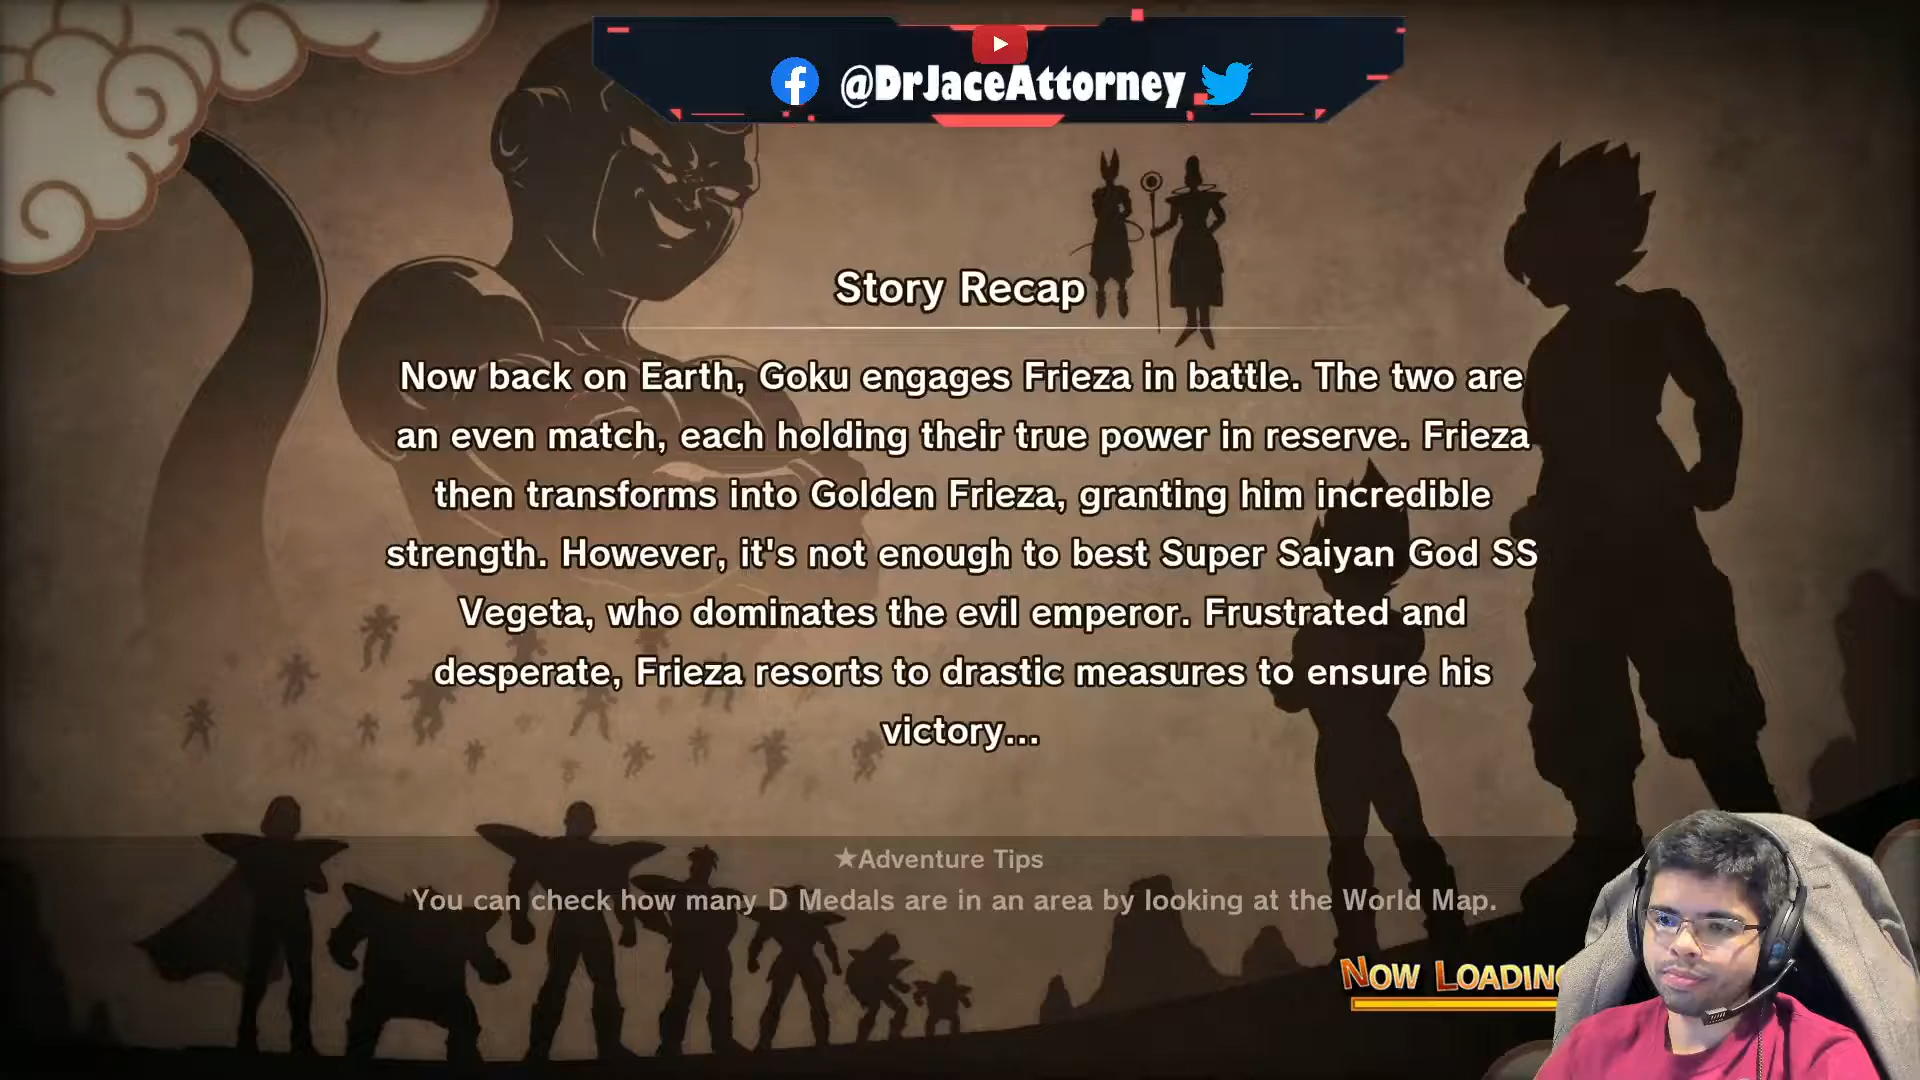 @DrJaceAttorney
Story Recap
Now back on Earth, Goku engages Frieza in battle. The two are
an even match, each holding their true power in reserve. Frieza
then transforms into Golden Frieza, granting him incredible
strength. However, it's not enough to best Super Saiyan God SS
Vegeta, who dominates the evil emperor. Frustrated and
desperate, Frieza resorts to drastic measures to ensure his
victory...
★Adventure Tips
You can check how many D Medals are in an area by looking at the World Map.
NOW LOADING